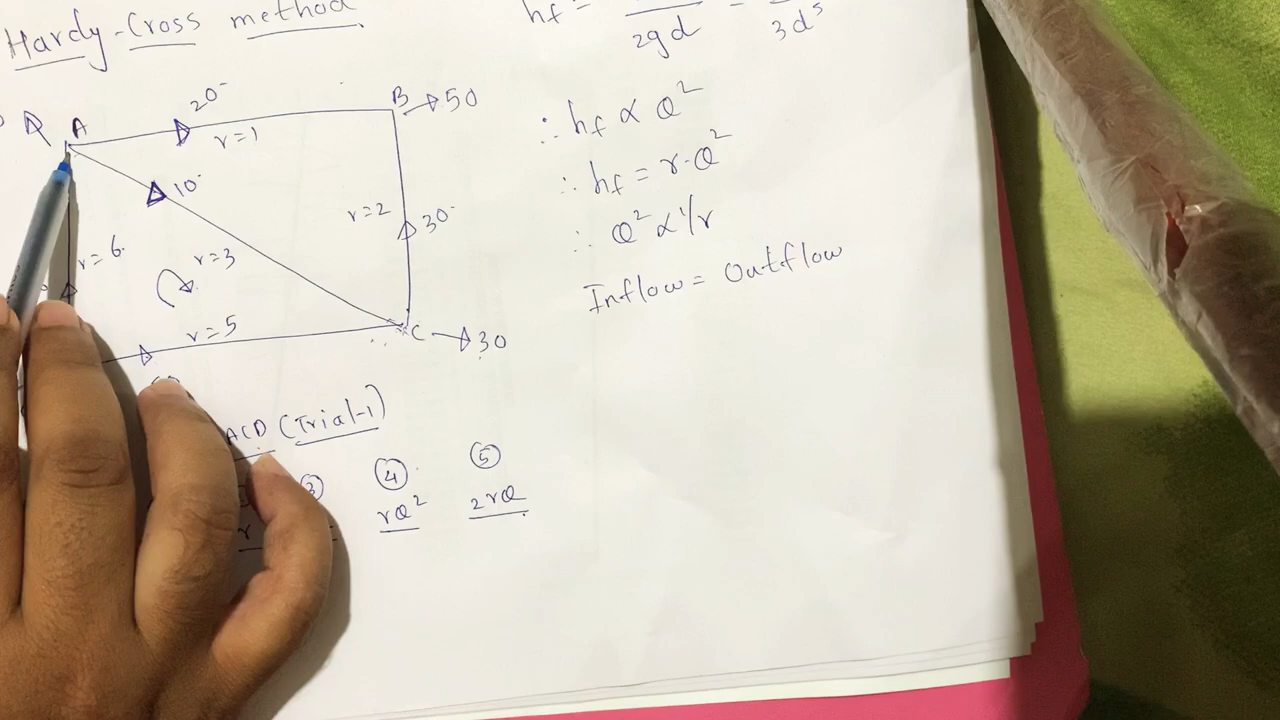 Hardy-Cross method
hf =
2gd
=
3d⁵
A
20
r=1
B
50
∴ hf ∝ Q²
10
r=2
30
∴ hf = r·Q²
r=6
r=3
∴ Q² ∝ 1/r
Inflow = Outflow
r=5
C
30
ACD (Trial-1)
③ ④ ⑤
r
rQ² 2rQ